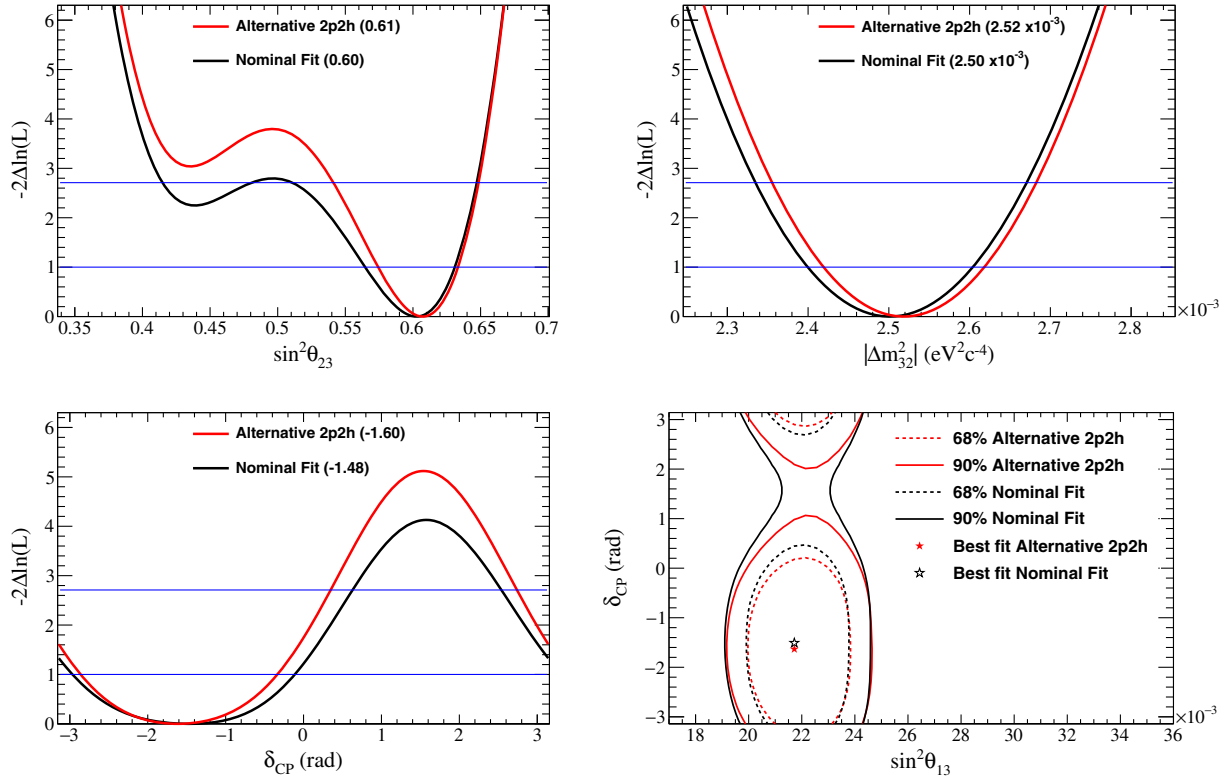 Alternative 2p2h (0.61)
Nominal Fit (0.60)
-2Δln(L)
6
5
4
3
2
1
0
0.35 0.4 0.45 0.5 0.55 0.6 0.65 0.7
sin²θ₂₃
Alternative 2p2h (2.52 x10⁻³)
Nominal Fit (2.50 x10⁻³)
-2Δln(L)
6
5
4
3
2
1
0
2.3 2.4 2.5 2.6 2.7 2.8
×10⁻³
|Δm²₃₂| (eV²c⁻⁴)
Alternative 2p2h (-1.60)
Nominal Fit (-1.48)
-2Δln(L)
6
5
4
3
2
1
0
−3 −2 −1 0 1 2 3
δCP (rad)
68% Alternative 2p2h
90% Alternative 2p2h
68% Nominal Fit
90% Nominal Fit
Best fit Alternative 2p2h
Best fit Nominal Fit
δCP (rad)
3
2
1
0
−1
−2
−3
18 20 22 24 26 28 30 32 34 36
×10⁻³
sin²θ₁₃